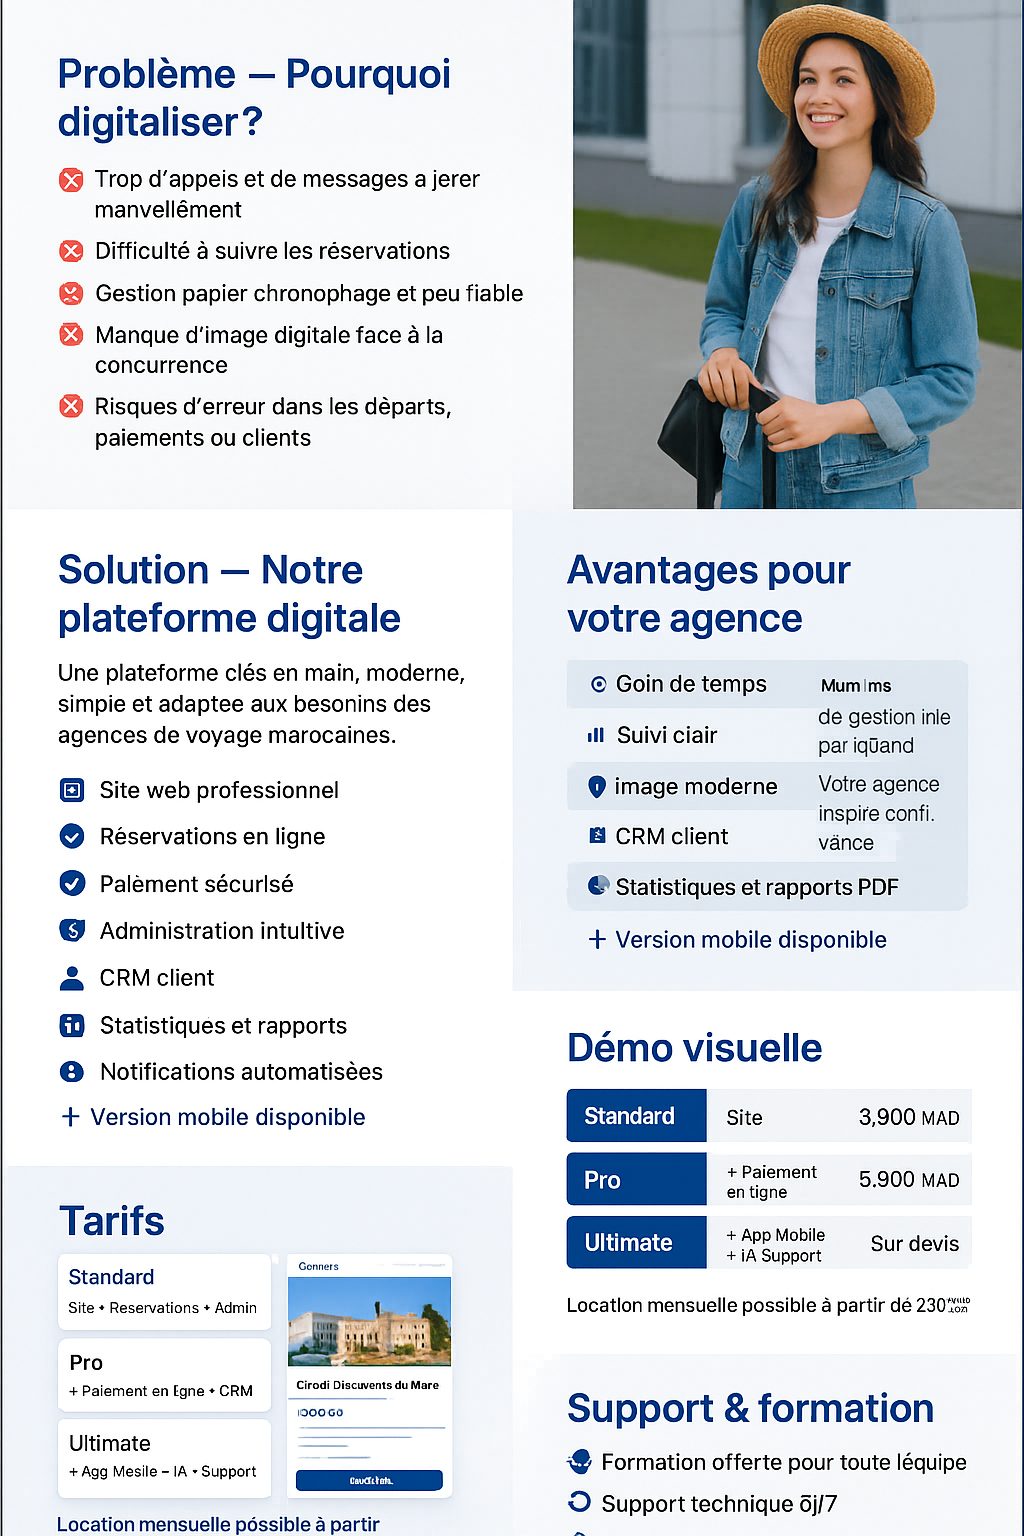 Problème – Pourquoi
digitaliser?
Trop d'appeis et de messages a jerer
manvellêment
Difficulté à suivre les réservations
Gestion papier chronophage et peu fiable
Manque d'image digitale face à la
concurrence
Risques d'erreur dans les dèparts,
paiements ou clients
Solution – Notre
plateforme digitale
Une plateforme clés en main, moderne,
simpie et adaptee aux besonins des
agences de voyage marocaines.
Site web professionnel
Réservations en ligne
Palèment sécurlsé
Administration intultive
CRM client
Statistiques et rapports
Notifications automatisèes
+ Version mobile disponible
Avantages pour
votre agence
Goin de temps
Mum|ms
de gestion inle
Suivi ciair
par iqūand
image moderne
Votre agence
inspire confi.
CRM client
vänce
Statistiques et rapports PDF
+ Version mobile disponible
Démo visuelle
Standard Site 3,900 MAD
Pro + Paiement
en tigne 5.900 MAD
Ultimate + App Mobile
+ iA Support Sur devis
Locatlon mensuelle possible à partir dé 230
Tarifs
Standard
Site • Reservations + Admin
Pro
+ Paiement en Egne • CRM
Ultimate
+ Agg Mesile – IA • Support
Gonners
Cirodi Discuvents du Mare
Location mensuelle póssible à partir
Support & formation
Formation offerte pour toute léquipe
Support technique õj/7